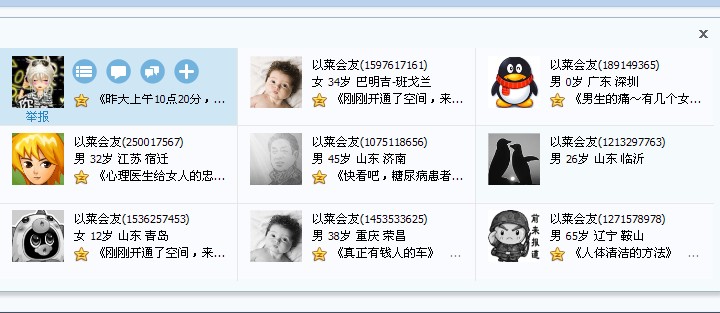 以莱会友(1597617161)
女 34岁 巴明吉-班戈兰
《刚刚开通了空间，来...
以莱会友(189149365)
男 0岁 广东 深圳
《男生的痛～有几个女...
《昨大上午10点20分，...
举报
以莱会友(250017567)
男 32岁 江苏 宿迁
《心理医生给女人的忠...
以莱会友(1075118656)
男 45岁 山东 济南
《快看吧，糖尿病患者...
以莱会友(1213297763)
男 26岁 山东 临沂
以莱会友(1536257453)
女 12岁 山东 青岛
《刚刚开通了空间，来...
以莱会友(1453533625)
男 38岁 重庆 荣昌
《真正有钱人的车》 ...
以莱会友(1271578978)
男 65岁 辽宁 鞍山
《人体清洁的方法》 ...
前来报道